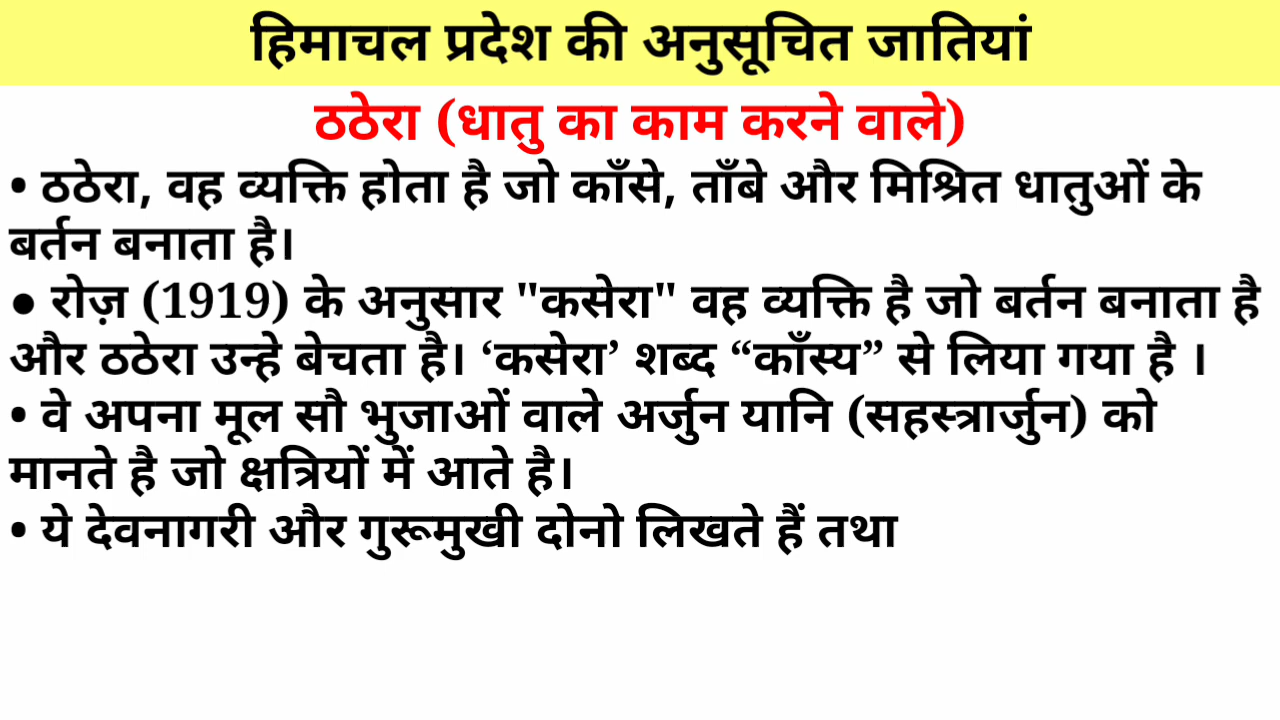 हिमाचल प्रदेश की अनुसूचित जातियां
ठठेरा (धातु का काम करने वाले)
• ठठेरा, वह व्यक्ति होता है जो काँसे, ताँबे और मिश्रित धातुओं के
बर्तन बनाता है।
● रोज़ (1919) के अनुसार "कसेरा" वह व्यक्ति है जो बर्तन बनाता है
और ठठेरा उन्हे बेचता है। ‘कसेरा’ शब्द “काँस्य” से लिया गया है ।
• वे अपना मूल सौ भुजाओं वाले अर्जुन यानि (सहस्त्रार्जुन) को
मानते है जो क्षत्रियों में आते है।
• ये देवनागरी और गुरूमुखी दोनो लिखते हैं तथा